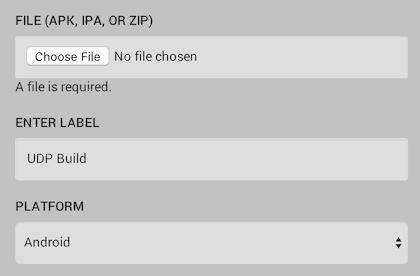 FILE (APK, IPA, OR ZIP)
Choose File No file chosen
A file is required.
ENTER LABEL
UDP Build
PLATFORM
Android